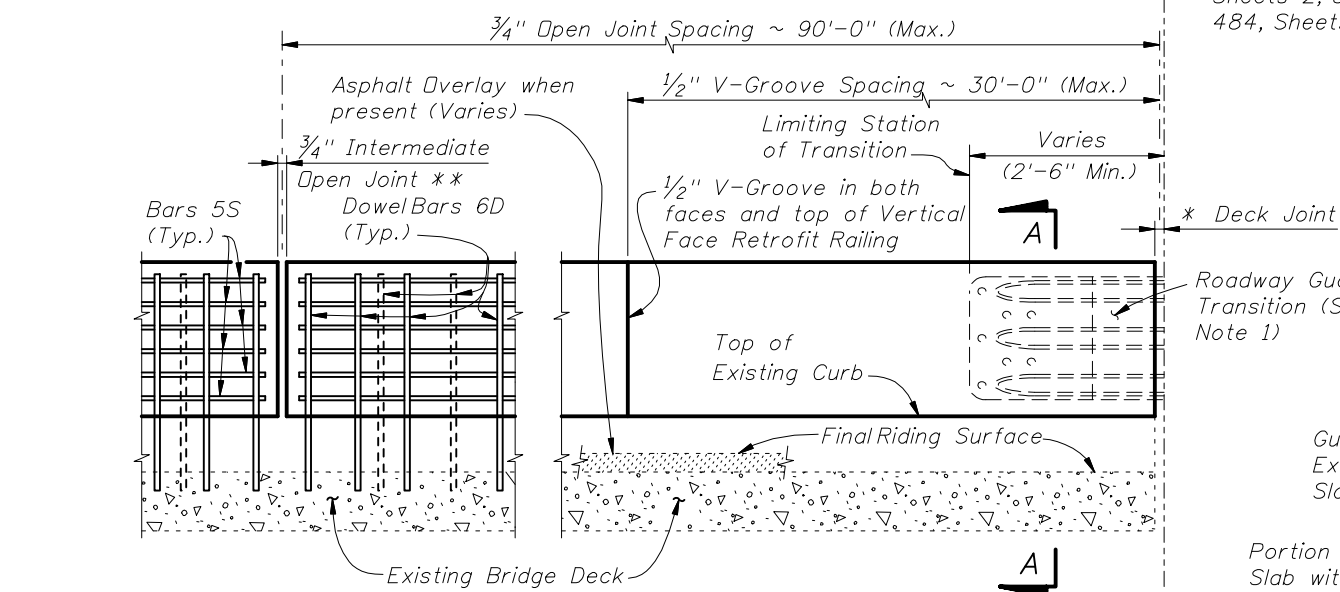 Sheets 2,
484, Sheets
¾" Open Joint Spacing ~ 90'-0" (Max.)
Asphalt Overlay when
present (Varies)
½" V-Groove Spacing ~ 30'-0" (Max.)
Limiting Station
of Transition
Varies
(2'-6" Min.)
¾" Intermediate
Open Joint **
Bars 5S
(Typ.)
Dowel Bars 6D
(Typ.)
½" V-Groove in both
faces and top of Vertical
Face Retrofit Railing
A
* Deck Joint
Roadway Gua
Transition (S
Note 1)
Top of
Existing Curb
Final Riding Surface
Gu
Ex
Sla
Existing Bridge Deck
A
Portion
Slab wit